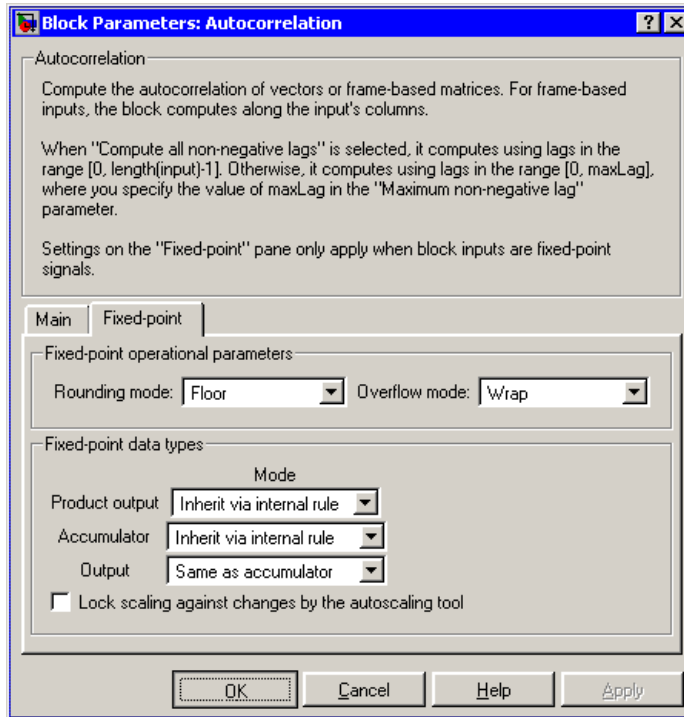 Block Parameters: Autocorrelation
Autocorrelation
Compute the autocorrelation of vectors or frame-based matrices. For frame-based
inputs, the block computes along the input's columns.
When "Compute all non-negative lags" is selected, it computes using lags in the
range [0, length(input)-1]. Otherwise, it computes using lags in the range [0, maxLag],
where you specify the value of maxLag in the "Maximum non-negative lag"
parameter.
Settings on the "Fixed-point" pane only apply when block inputs are fixed-point
signals.
Main Fixed-point
Fixed-point operational parameters
Rounding mode: Floor Overflow mode: Wrap
Fixed-point data types
Mode
Product output Inherit via internal rule
Accumulator Inherit via internal rule
Output Same as accumulator
Lock scaling against changes by the autoscaling tool
OK Cancel Help Apply